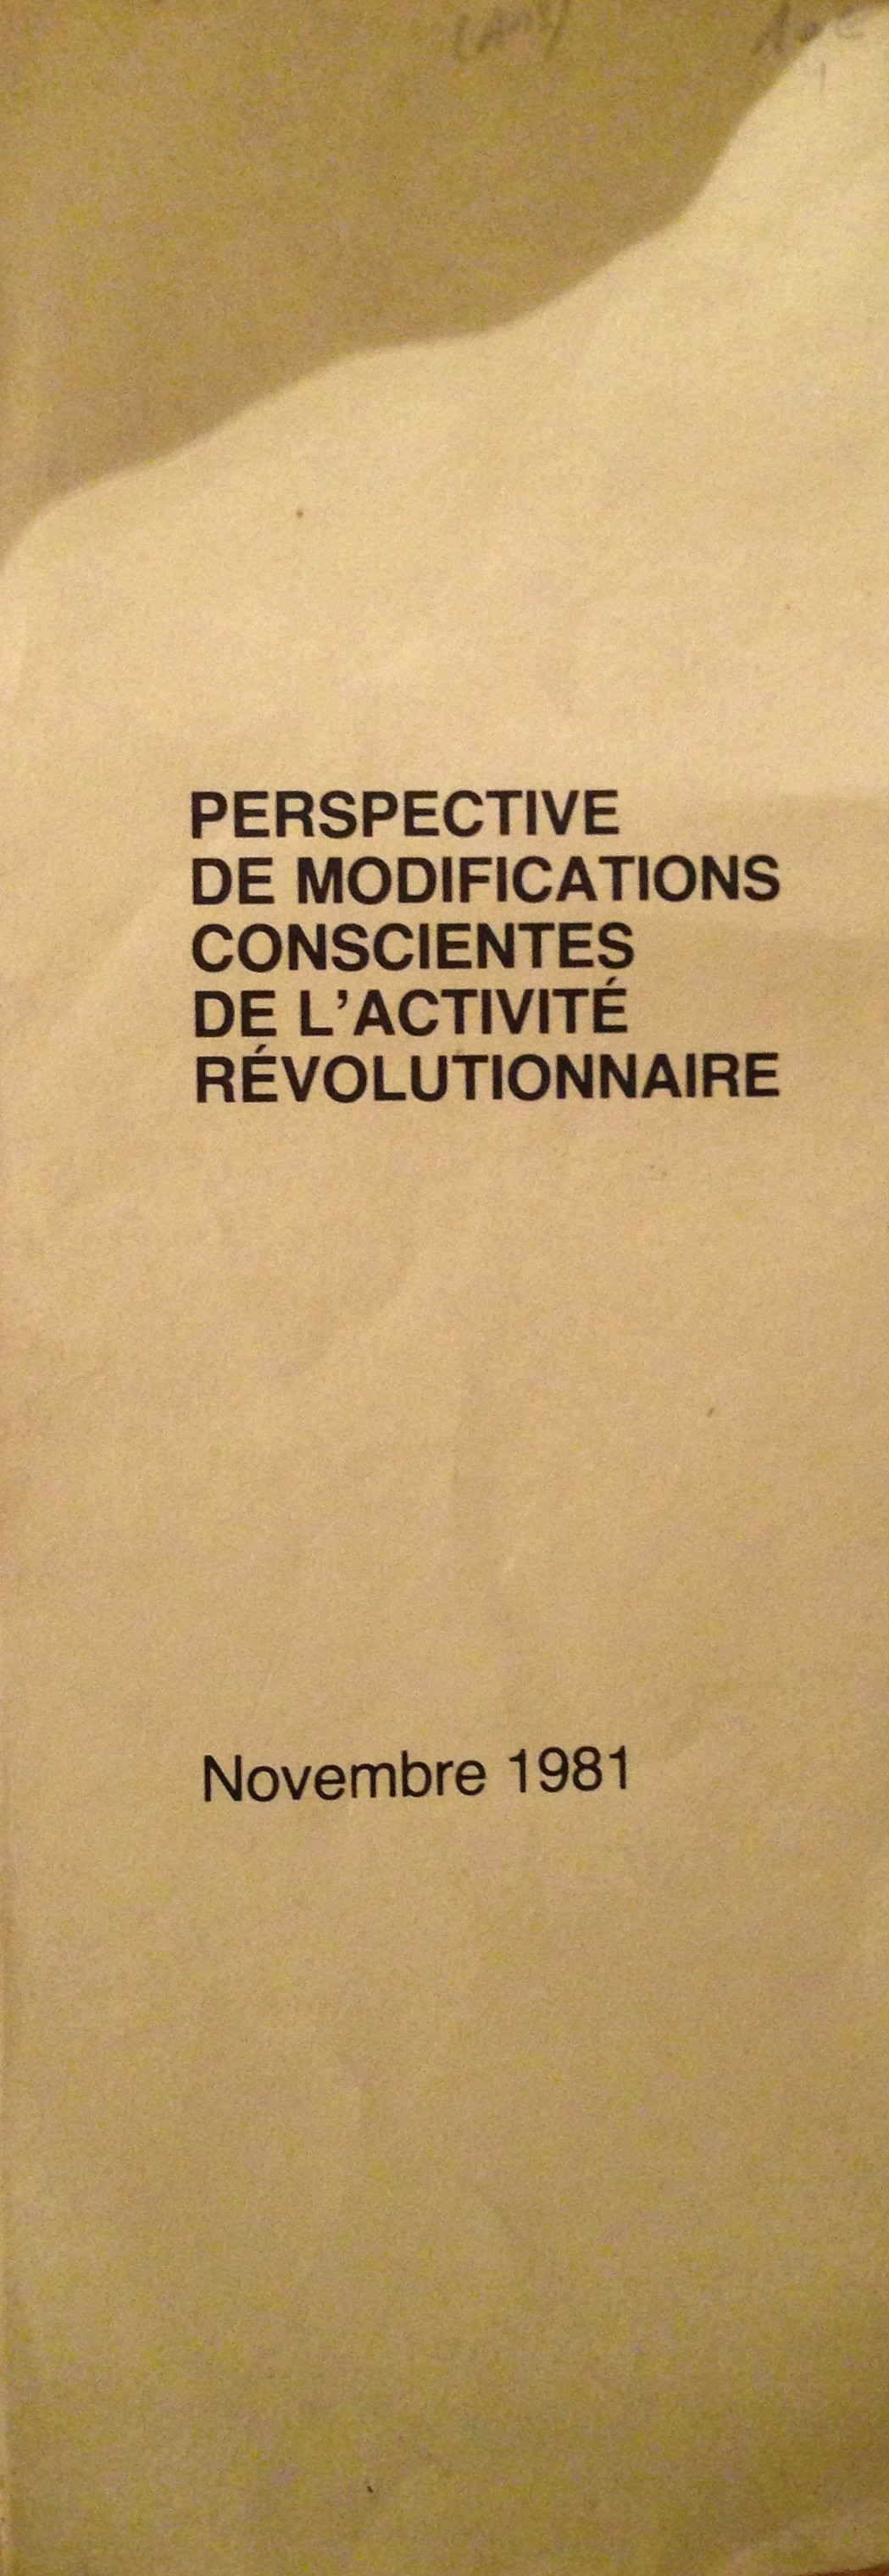 PERSPECTIVE
DE MODIFICATIONS
CONSCIENTES
DE L'ACTIVITÉ
RÉVOLUTIONNAIRE
Novembre 1981